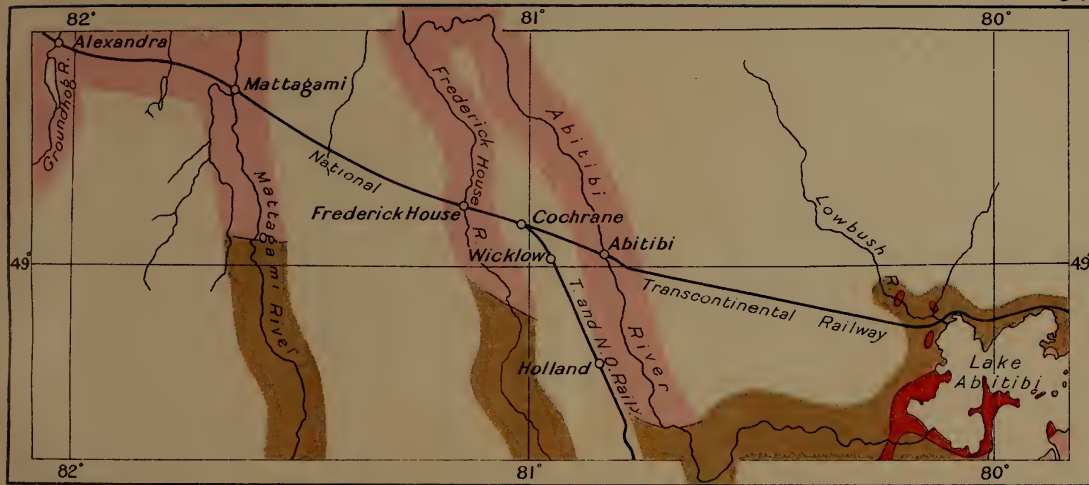 82°
81°
80°
Alexandra
Groundhog R.
Mattagami
Frederick House R.
Abitibi River
National Transcontinental Railway
Mattagami River
Frederick House
Cochrane
Lowbush R.
Wicklow
Abitibi
49°
49°
T. and N.O. Railʸ.
Holland
Lake
Abitibi
82°
81°
80°